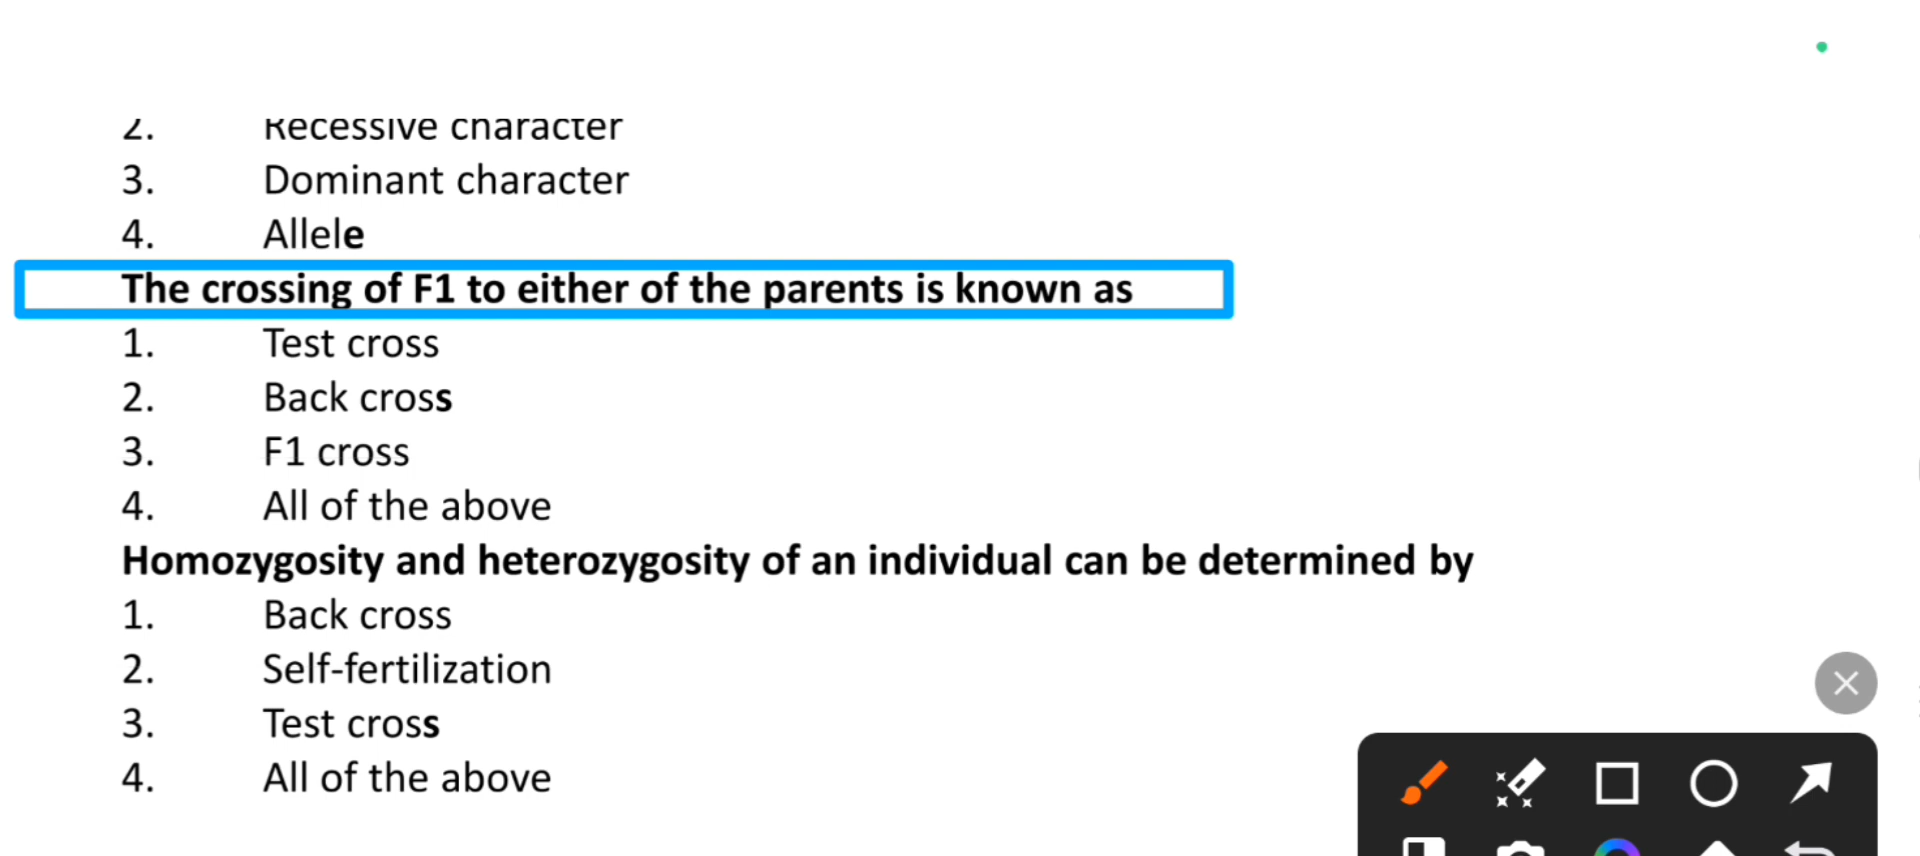 2. Recessive character
3. Dominant character
4. Allele
The crossing of F1 to either of the parents is known as
1. Test cross
2. Back cross
3. F1 cross
4. All of the above
Homozygosity and heterozygosity of an individual can be determined by
1. Back cross
2. Self-fertilization
3. Test cross
4. All of the above